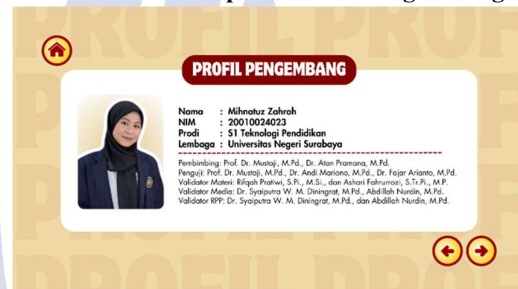 PROFIL PENGEMBANG
Nama : Mihnatuz Zahroh
NIM : 20010024023
Prodi : S1 Teknologi Pendidikan
Lembaga : Universitas Negeri Surabaya
Pembimbing: Prof. Dr. Mustaji, M.Pd., Dr. Atan Pramana, M.Pd.
Penguji: Prof. Dr. Mustaji, M.Pd., Dr. Andi Mariono, M.Pd., Dr. Fajar Arianto, M.Pd.
Validator Materi: Rifqah Pratiwi, S.Pi., M.Si., dan Ashari Fahrurrozi, S.Tr.Pi., M.P.
Validator Media: Dr. Syaiputra W. M. Diningrat, M.Pd., Abdillah Nurdin, M.Pd.
Validator RPP: Dr. Syaiputra W. M. Diningrat, M.Pd., dan Abdillah Nurdin, M.Pd.